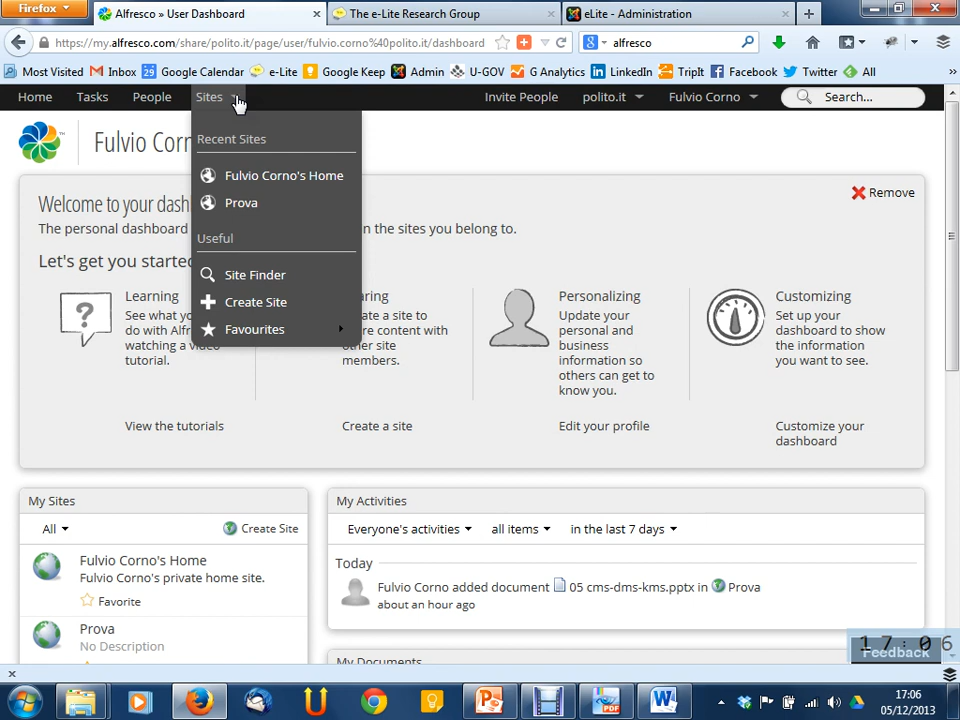 Firefox
Alfresco » User Dashboard
The e-Lite Research Group
eLite - Administration
https://my.alfresco.com/share/polito.it/page/user/fulvio.corno%40polito.it/dashboard
alfresco
Most Visited
Inbox
Google Calendar
e-Lite
Google Keep
Admin
U-GOV
G Analytics
LinkedIn
TripIt
Facebook
Twitter
All
Home
Tasks
People
Sites
Invite People
polito.it
Fulvio Corno
Search...
Recent Sites
Fulvio Corno's Home
Prova
Useful
Site Finder
Create Site
Favourites
Fulvio Corn
Remove
Welcome to your dash
The personal dashboard
n the sites you belong to.
Let's get you started
Learning
See what yo
do with Alfr
watching a video
tutorial.
View the tutorials
aring
ate a site to
are content with
other site
members.
Create a site
Personalizing
Update your
personal and
business
information so
others can get to
know you.
Edit your profile
Customizing
Set up your
dashboard to show
the information
you want to see.
Customize your
dashboard
My Sites
All
Create Site
Fulvio Corno's Home
Fulvio Corno's private home site.
Favorite
Prova
No Description
My Activities
Everyone's activities
all items
in the last 7 days
Today
Fulvio Corno added document 05 cms-dms-kms.pptx in Prova
about an hour ago
My Documents
17:06
Feedback
17:06
05/12/2013